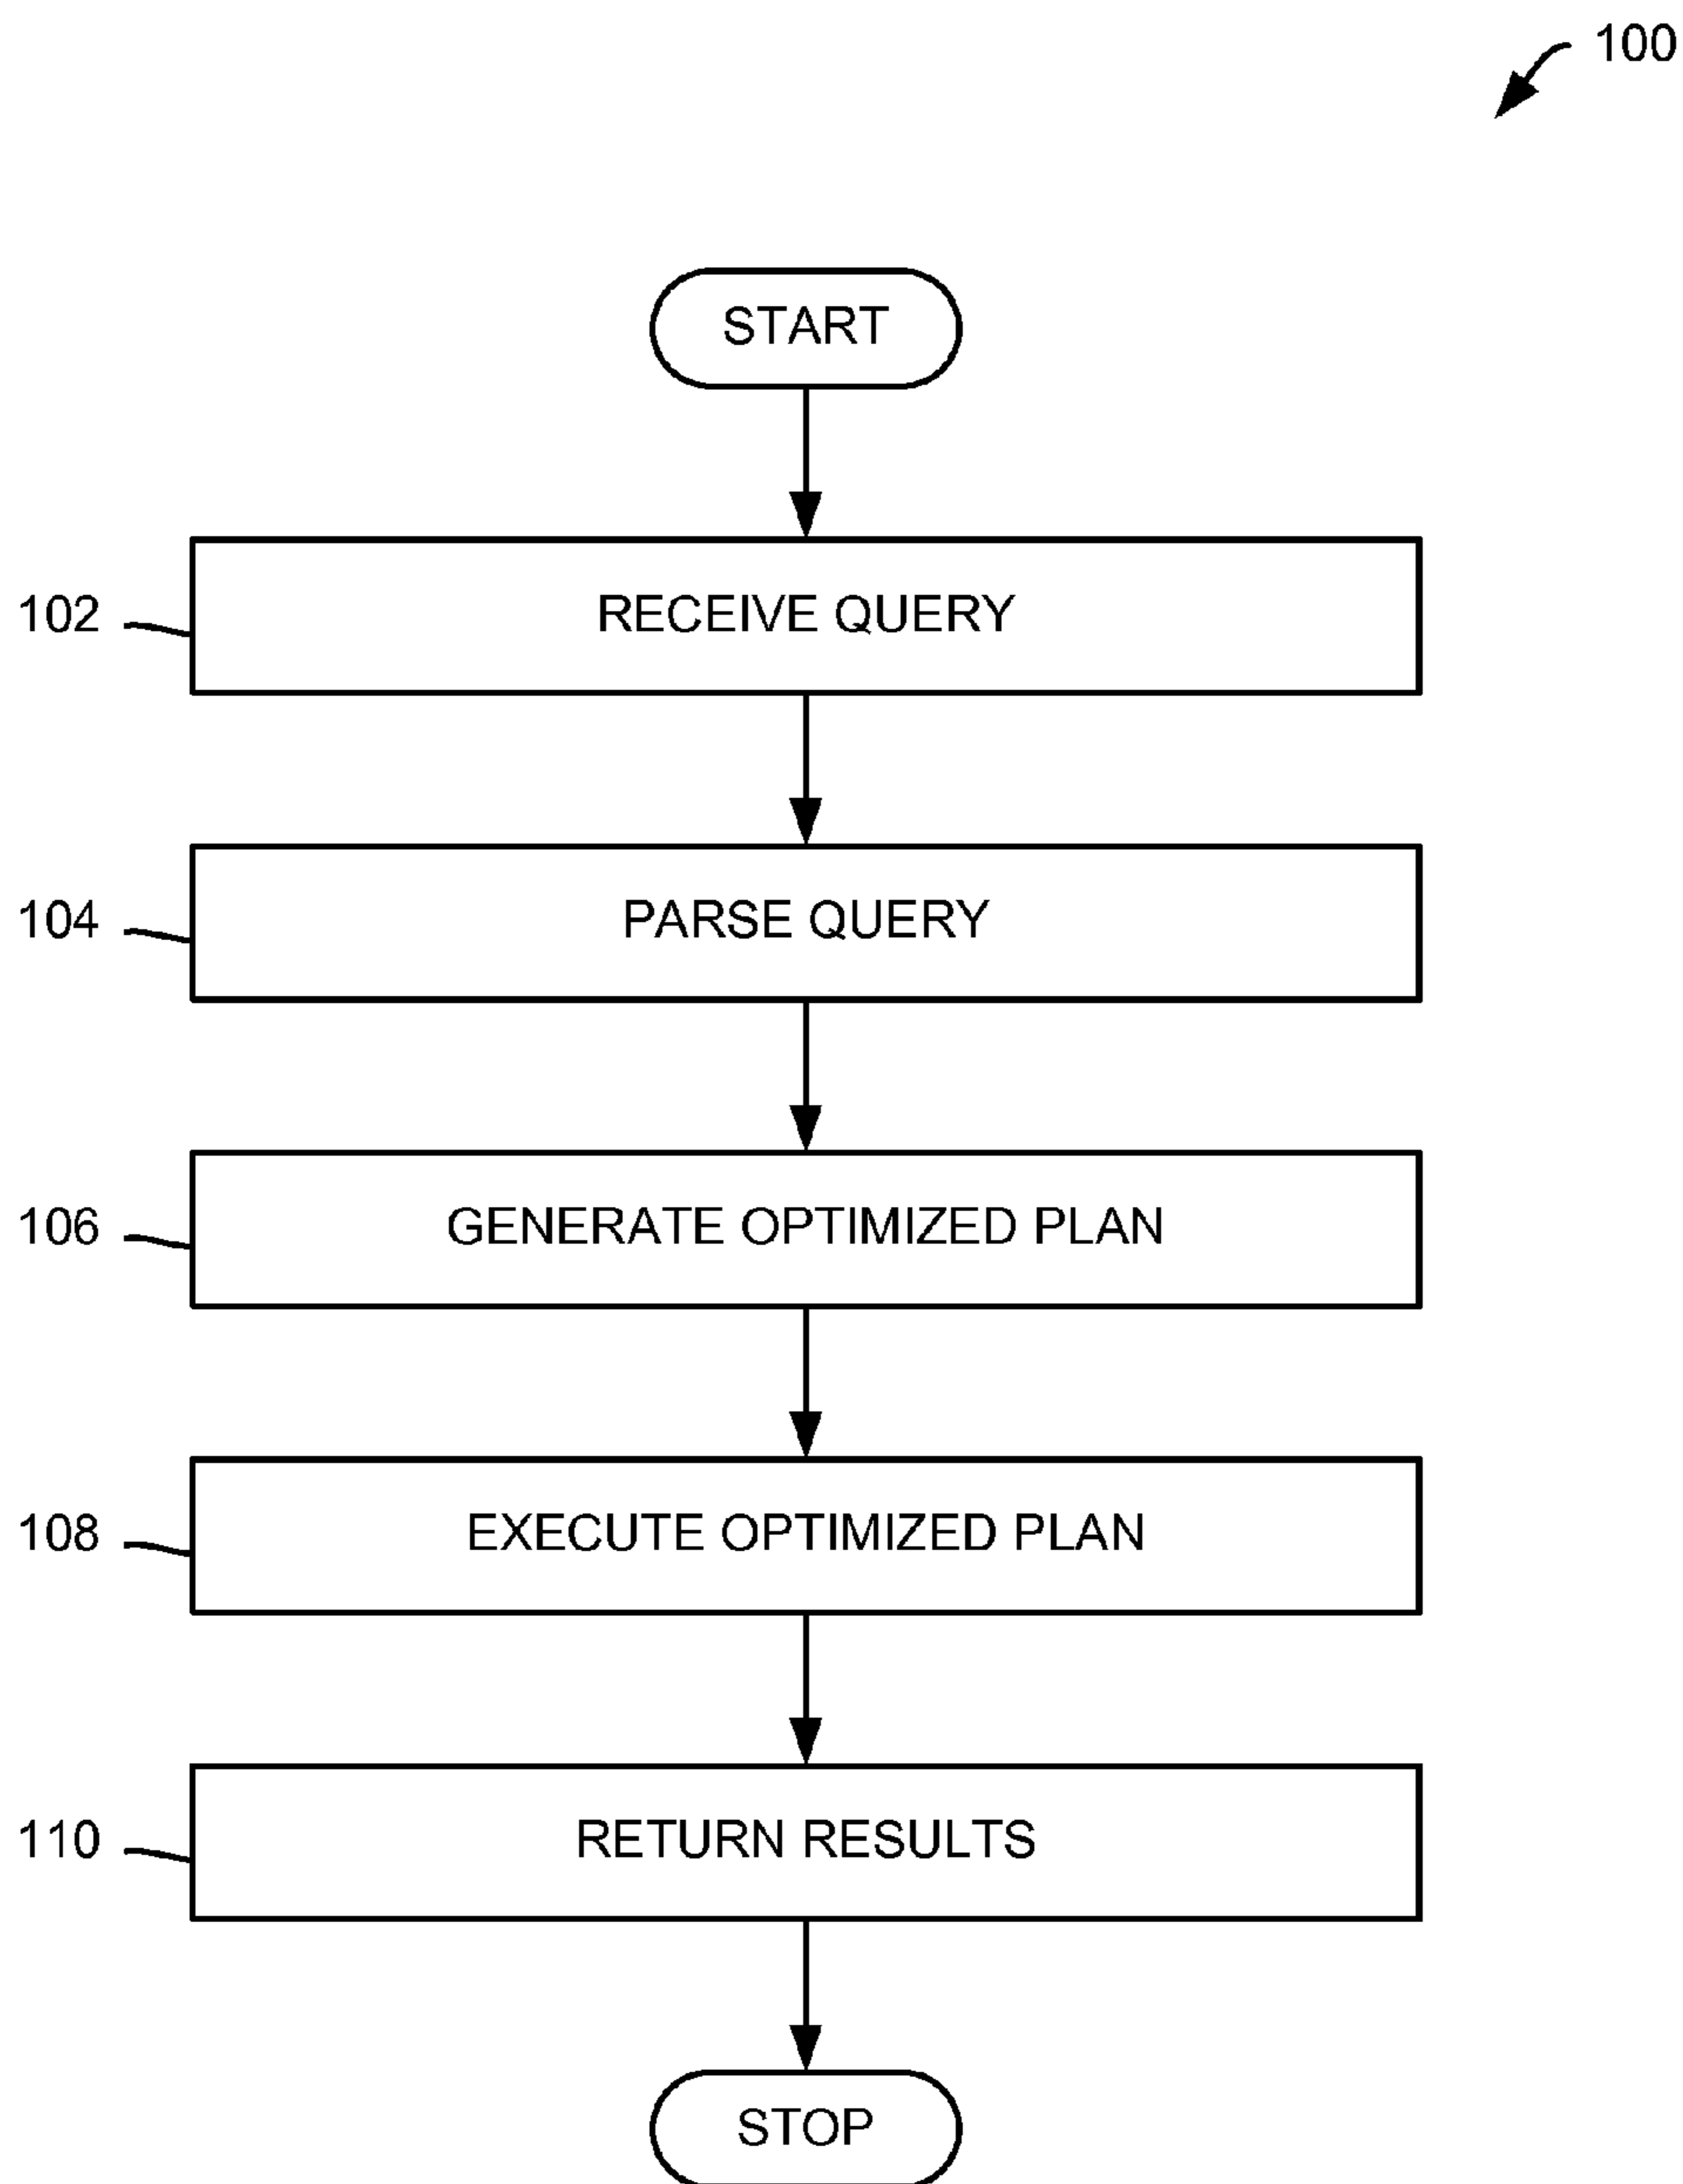 100
START
102 RECEIVE QUERY
104 PARSE QUERY
106 GENERATE OPTIMIZED PLAN
108 EXECUTE OPTIMIZED PLAN
110 RETURN RESULTS
STOP